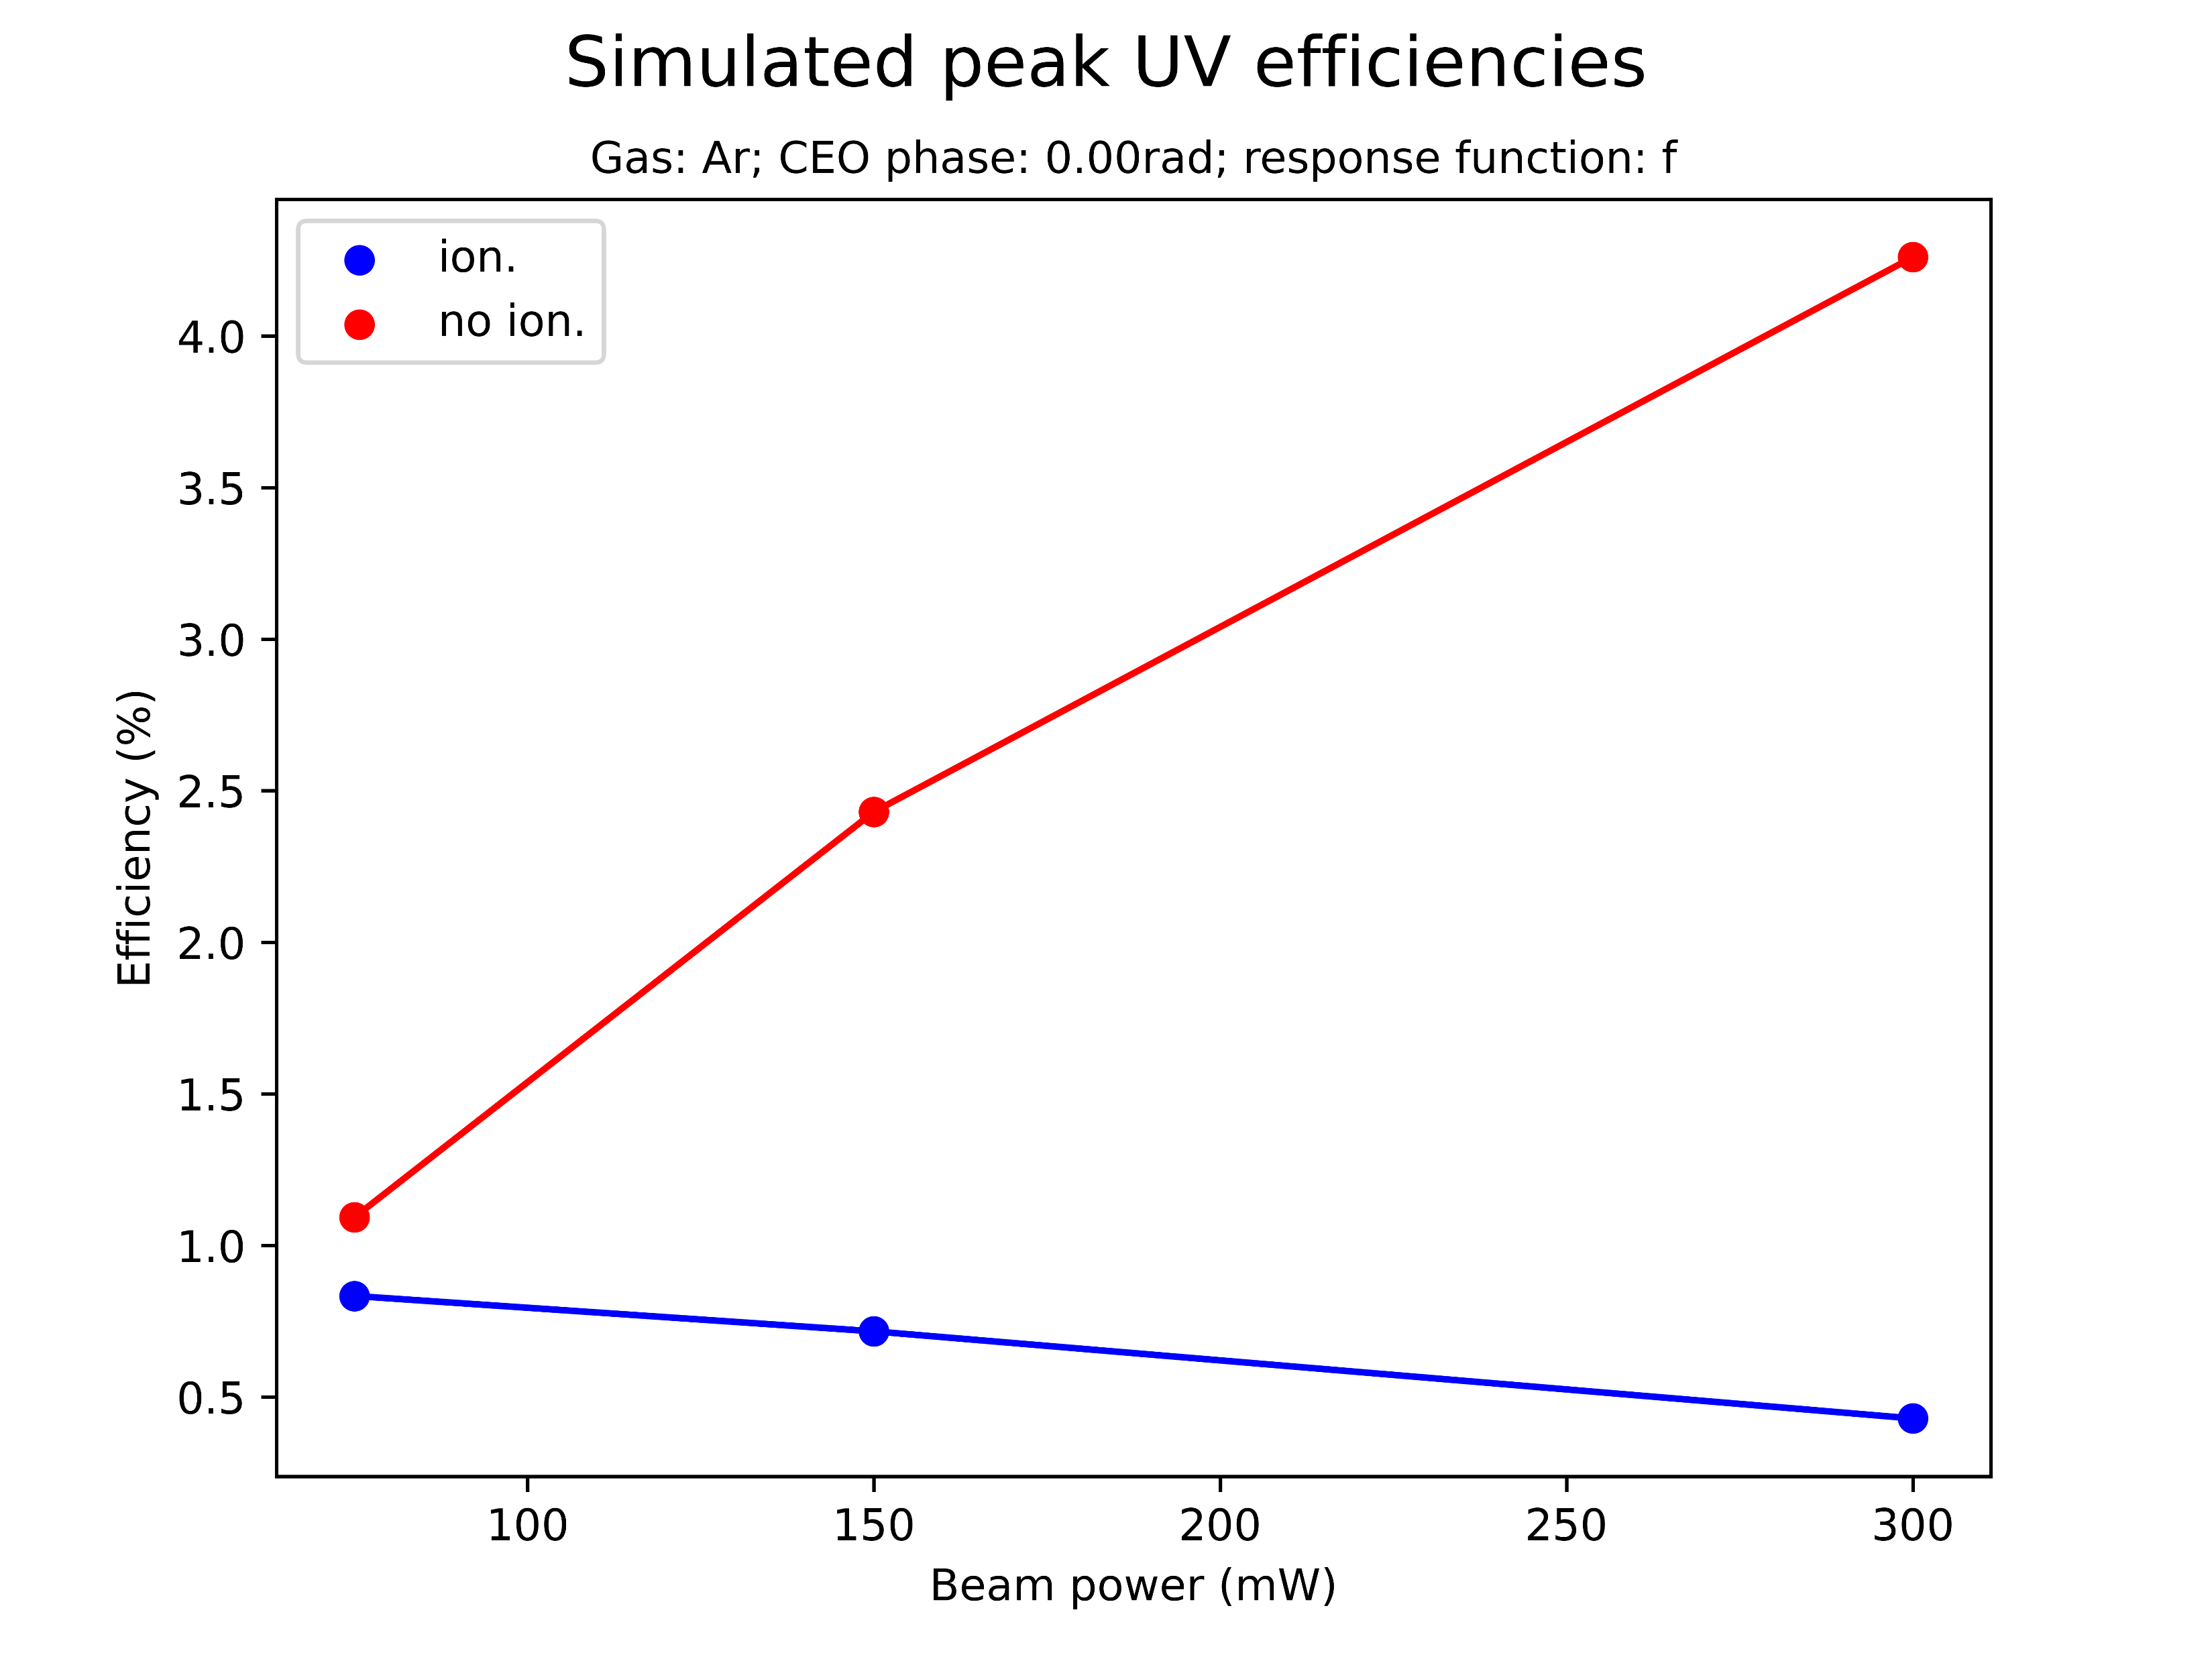 Simulated peak UV efficiencies
Gas: Ar; CEO phase: 0.00rad; response function: f
ion.
no ion.
4.0
3.5
3.0
2.5
2.0
1.5
1.0
0.5
Efficiency (%)
100 150 200 250 300
Beam power (mW)